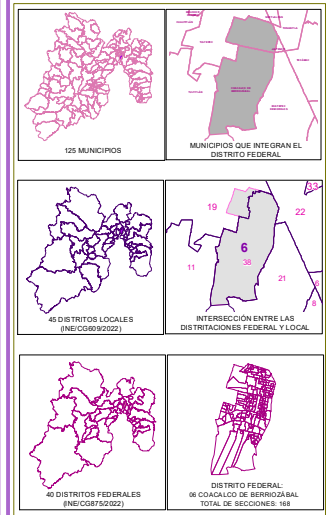 125 MUNICIPIOS
MUNICIPIOS QUE INTEGRAN EL
DISTRITO FEDERAL
45 DISTRITOS LOCALES
(INE/CG609/2022)
19
33
22
6
38
11
21
6
8
INTERSECCIÓN ENTRE LAS
DISTRITACIONES FEDERAL Y LOCAL
40 DISTRITOS FEDERALES
(INE/CG875/2022)
DISTRITO FEDERAL:
06 COACALCO DE BERRIOZÁBAL
TOTAL DE SECCIONES: 168